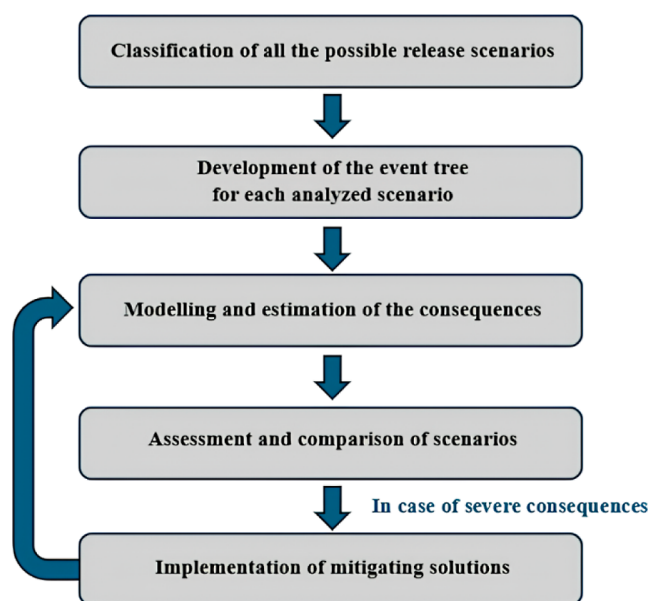 Classification of all the possible release scenarios
Development of the event tree
for each analyzed scenario
Modelling and estimation of the consequences
Assessment and comparison of scenarios
In case of severe consequences
Implementation of mitigating solutions